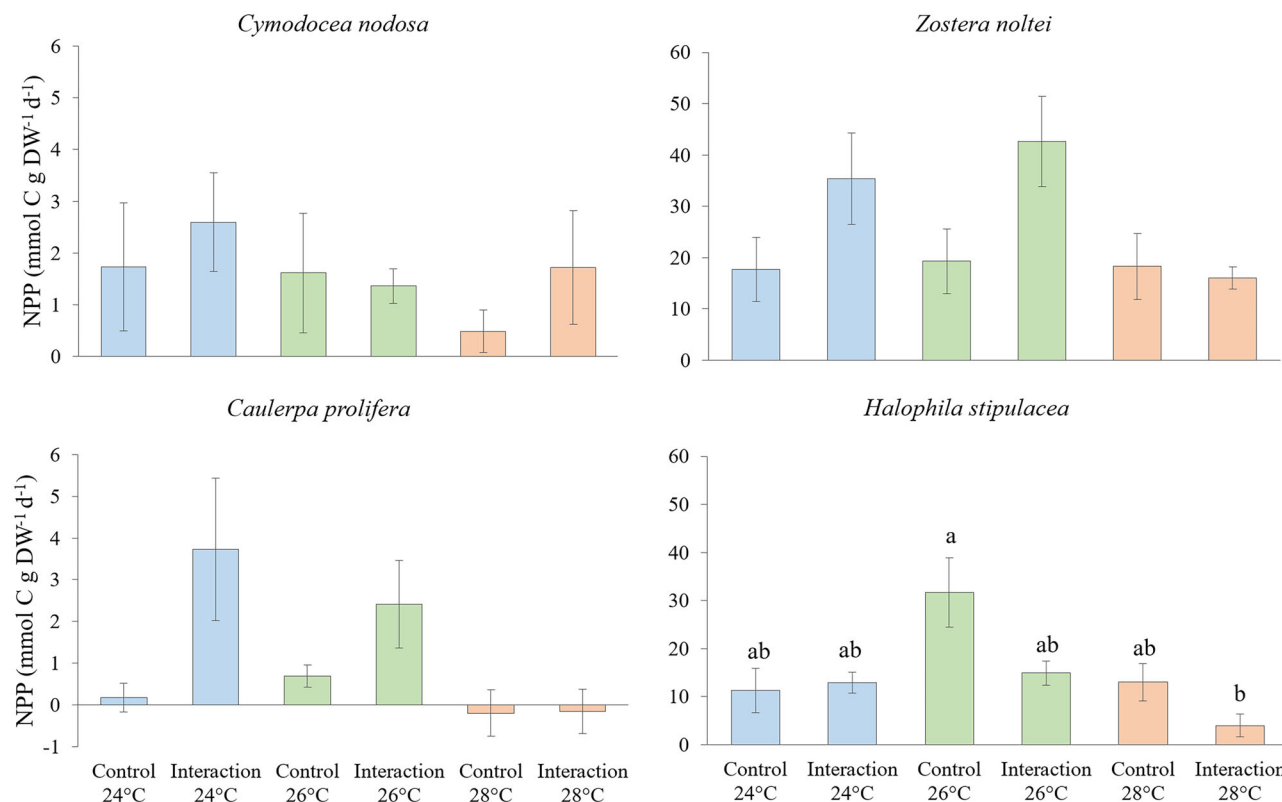 Cymodocea nodosa
NPP (mmol C g DW⁻¹ d⁻¹)
6
5
4
3
2
1
0
Zostera noltei
60
50
40
30
20
10
0
Caulerpa prolifera
NPP (mmol C g DW⁻¹ d⁻¹)
6
5
4
3
2
1
0
-1
Control Interaction Control Interaction Control Interaction
24°C 24°C 26°C 26°C 28°C 28°C
Halophila stipulacea
60
50
40
30
20
10
0
ab ab a ab ab b
Control Interaction Control Interaction Control Interaction
24°C 24°C 26°C 26°C 28°C 28°C